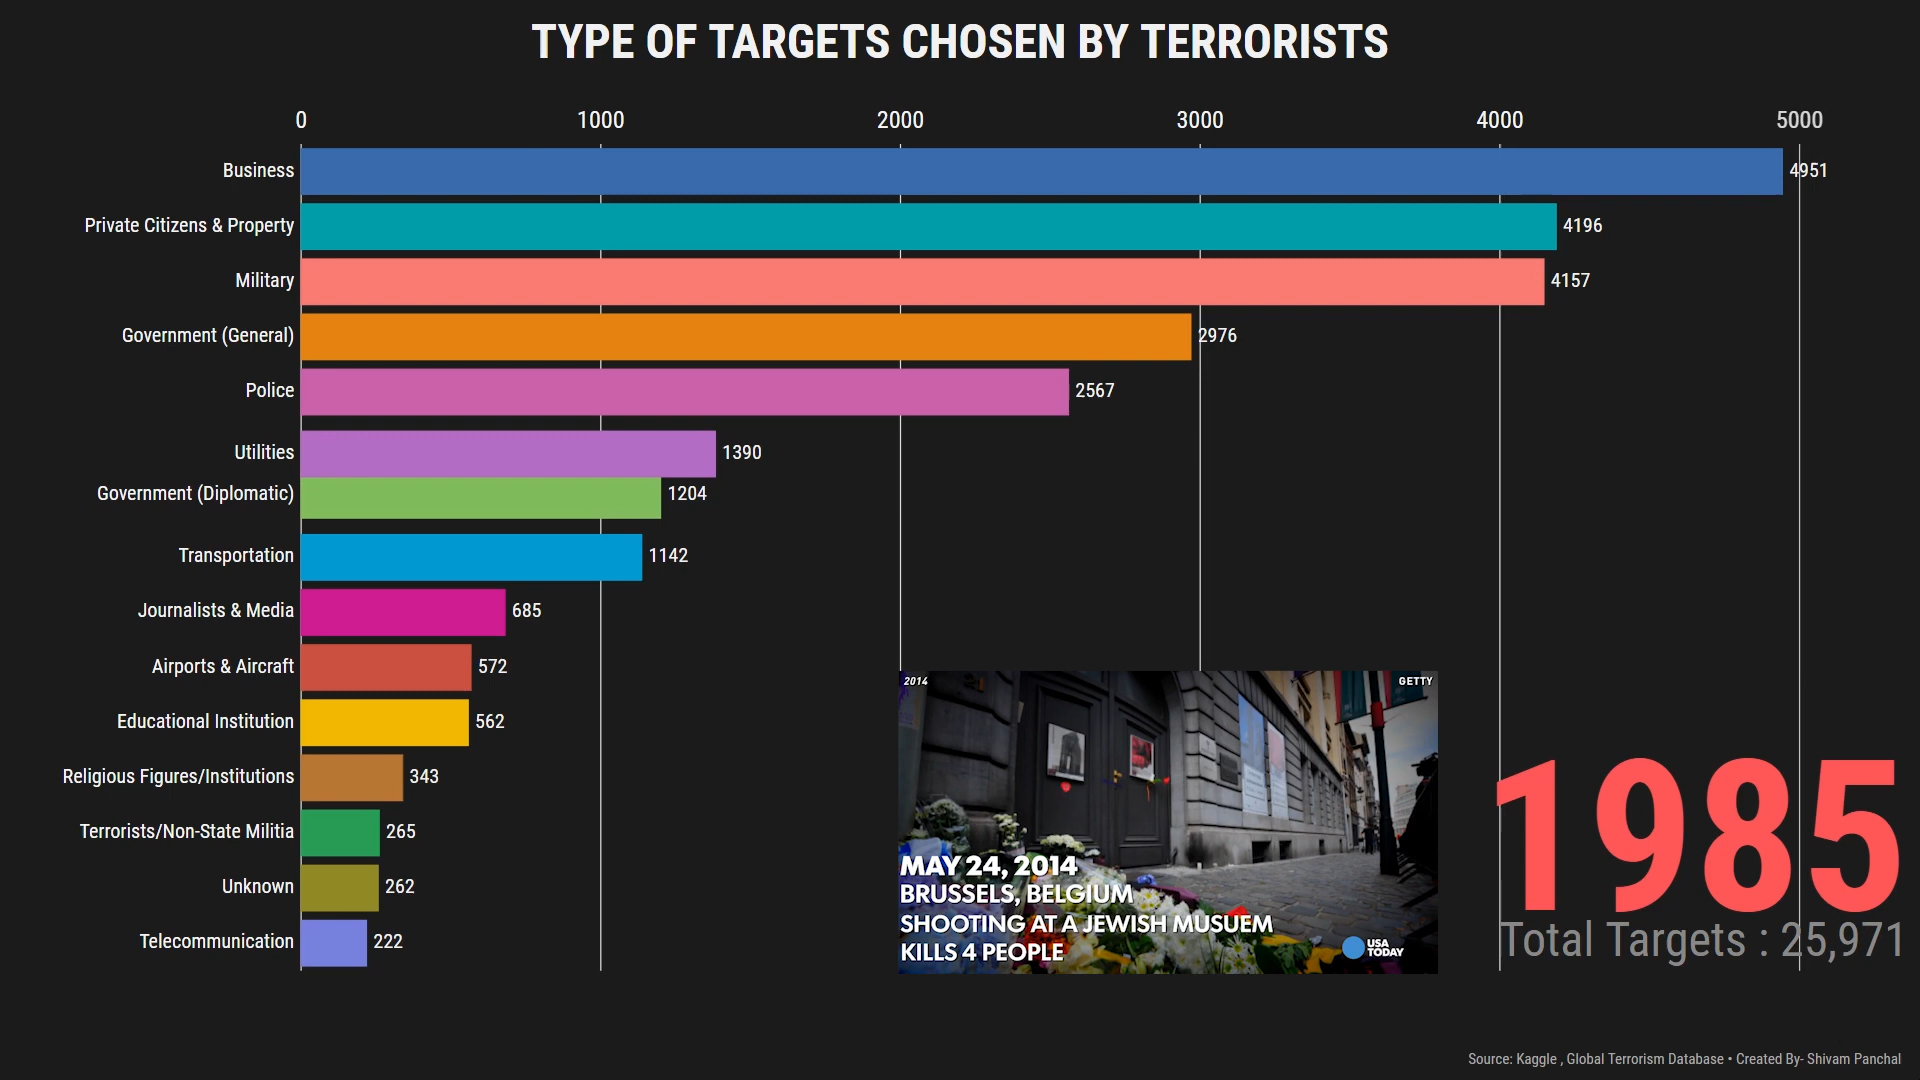 TYPE OF TARGETS CHOSEN BY TERRORISTS
0 1000 2000 3000 4000 5000
Business 4951
Private Citizens & Property 4196
Military 4157
Government (General) 2976
Police 2567
Utilities 1390
Government (Diplomatic) 1204
Transportation 1142
Journalists & Media 685
Airports & Aircraft 572
Educational Institution 562
Religious Figures/Institutions 343
Terrorists/Non-State Militia 265
Unknown 262
Telecommunication 222
2014 GETTY
MAY 24, 2014
BRUSSELS, BELGIUM
SHOOTING AT A JEWISH MUSUEM
KILLS 4 PEOPLE
USA
TODAY
1985
Total Targets : 25,971
Source: Kaggle , Global Terrorism Database • Created By- Shivam Panchal